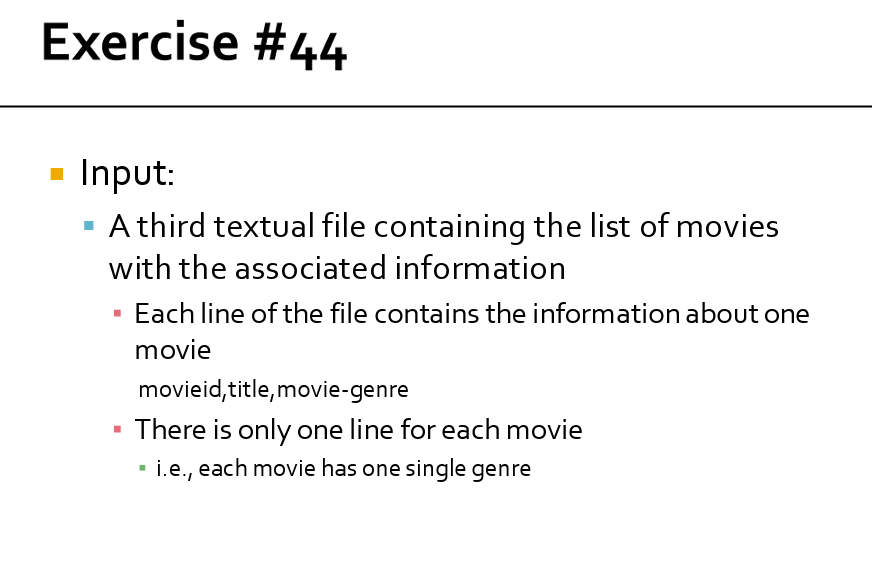 Exercise #44
Input:
A third textual file containing the list of movies
with the associated information
Each line of the file contains the information about one
movie
movieid,title,movie-genre
There is only one line for each movie
i.e., each movie has one single genre